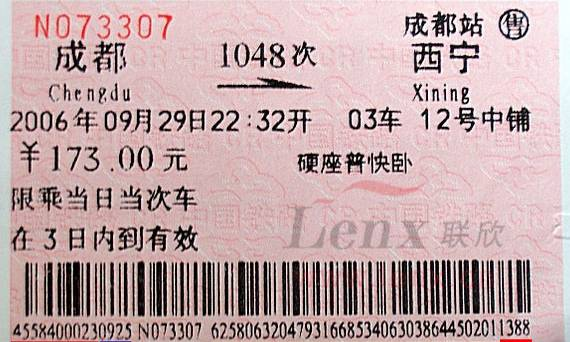 N073307 成都站 售
成都 1048次 西宁
Chengdu Xining
2006年09月29日22:32开 03车 12号中铺
¥173.00元 硬座普快卧
限乘当日当次车
在3日内到有效
Lenx 联欣
45584000230925 N073307 62580632047931668534063038644502011388